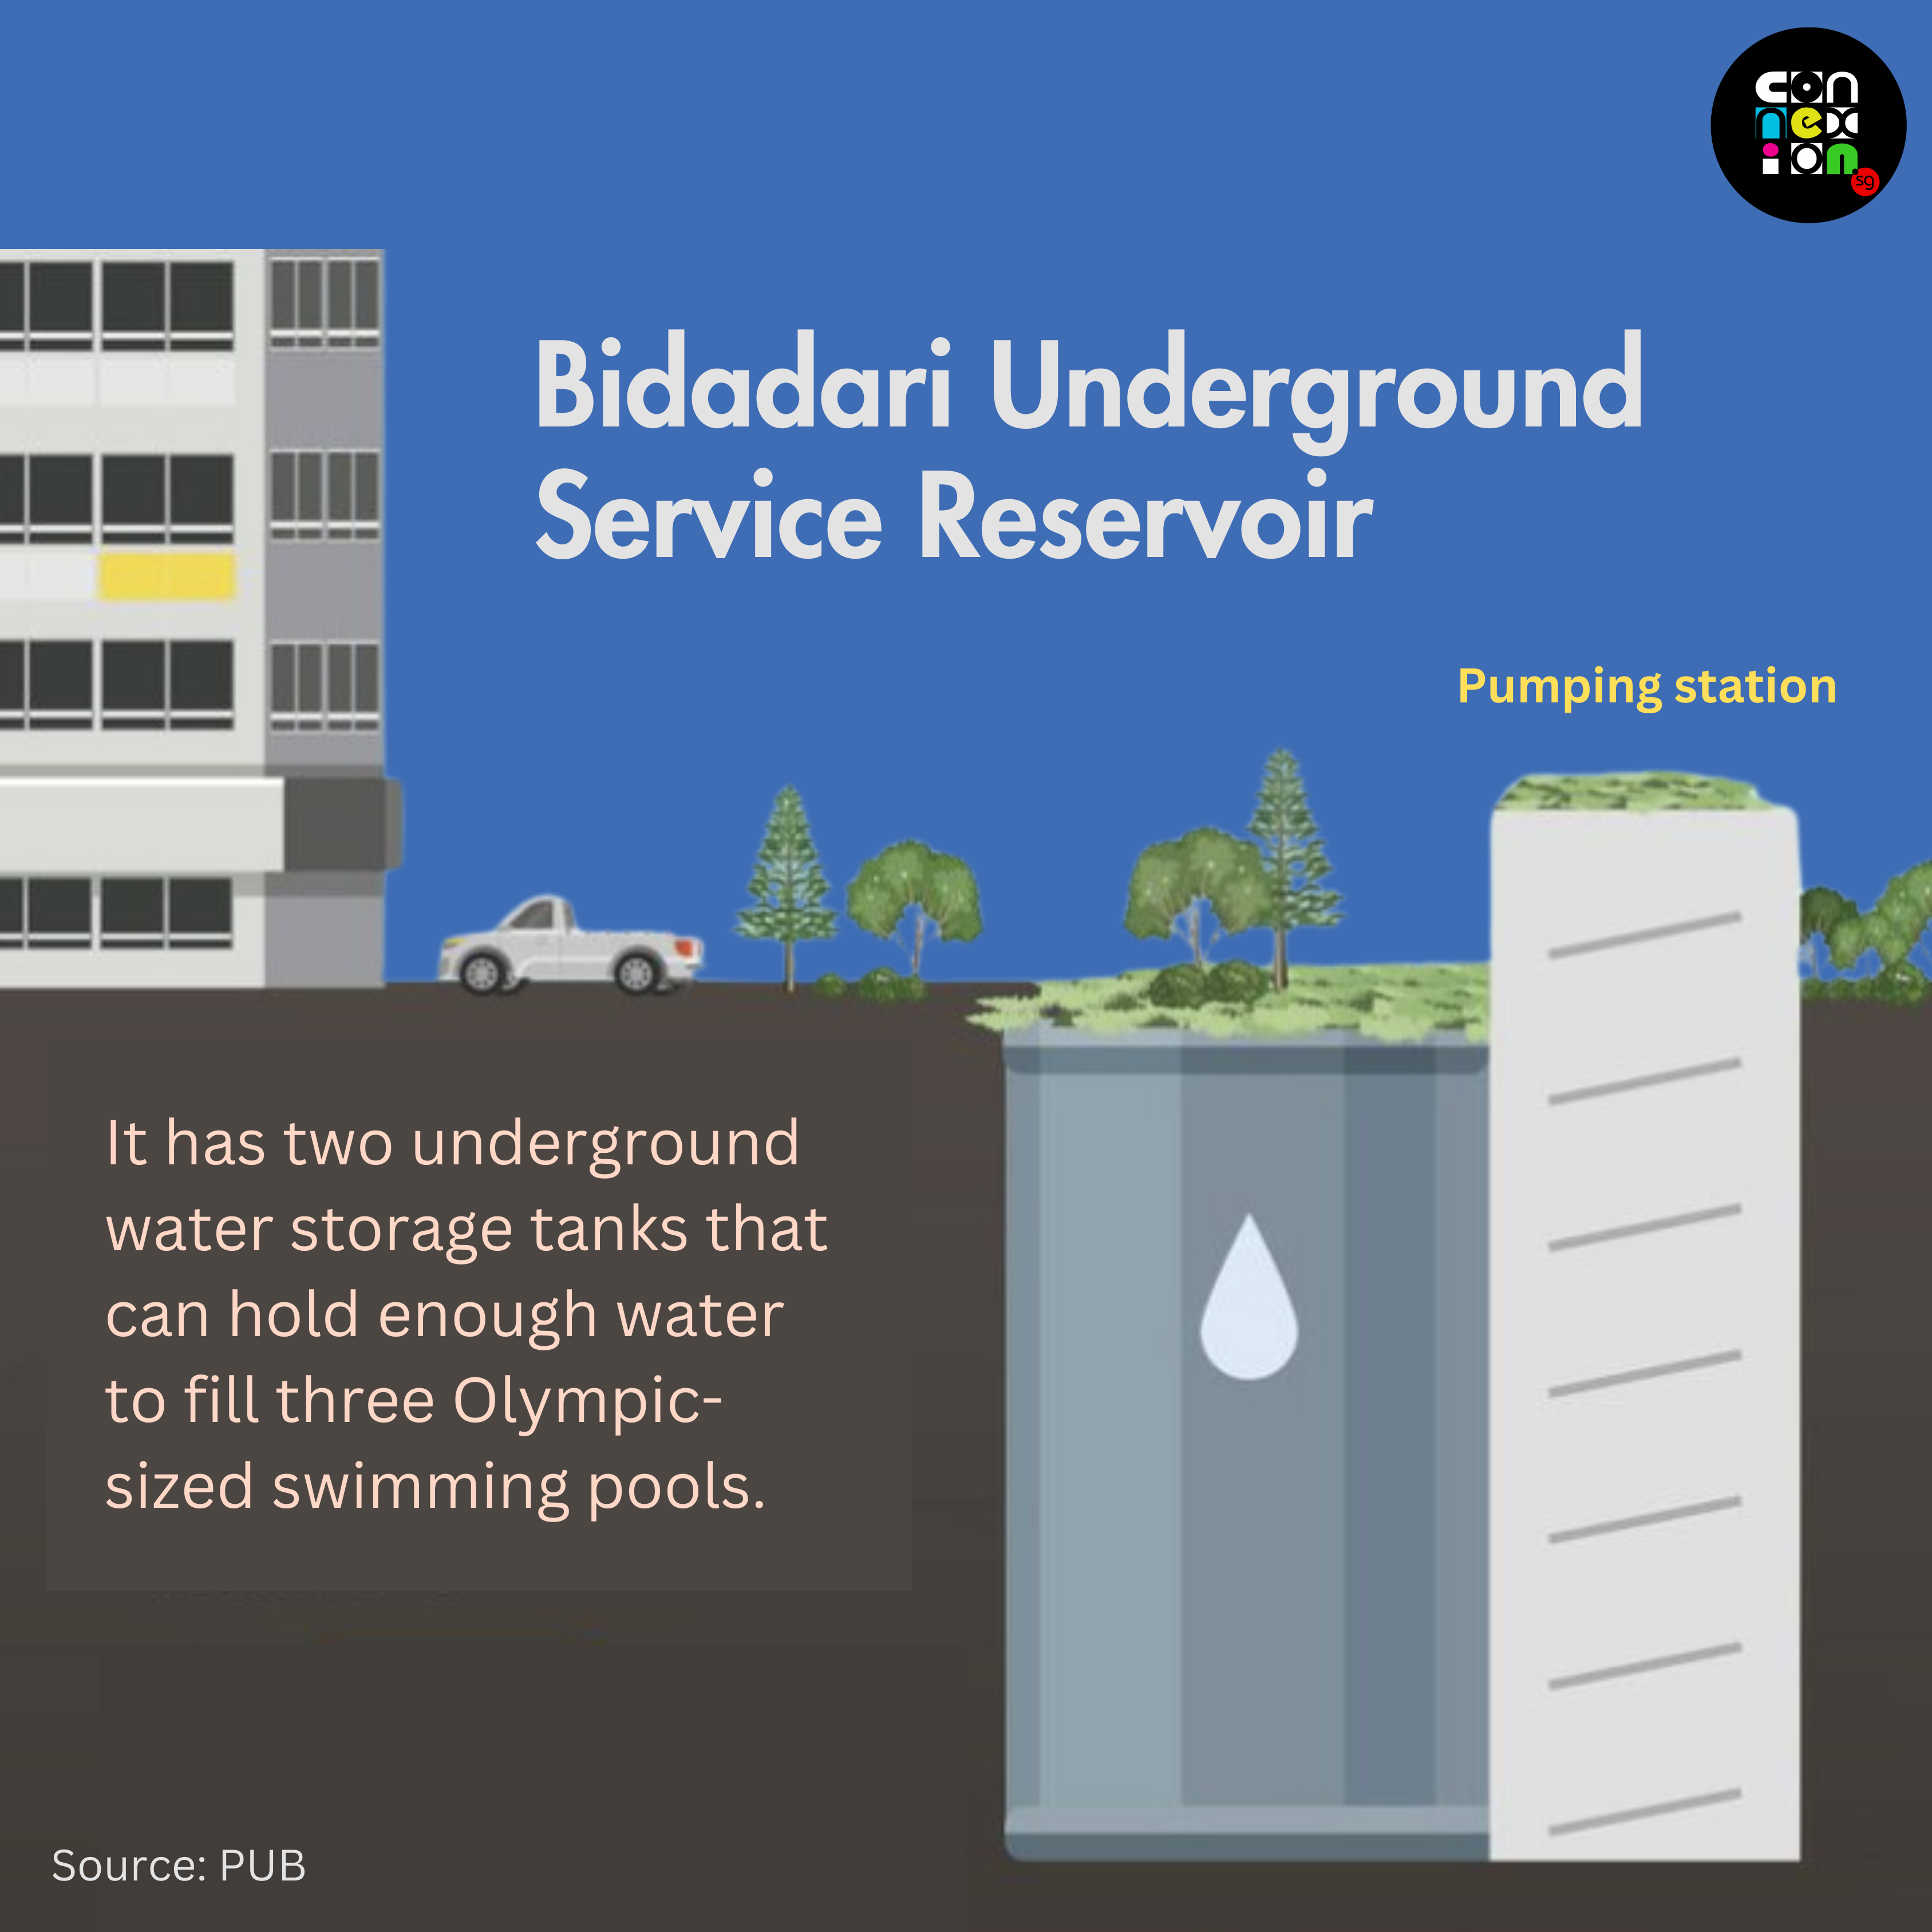 con
nex
ion
sg
Bidadari Underground
Service Reservoir
Pumping station
It has two underground
water storage tanks that
can hold enough water
to fill three Olympic-
sized swimming pools.
Source: PUB